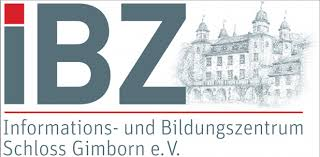 iBZ
Informations- und Bildungszentrum
Schloss Gimborn e.V.